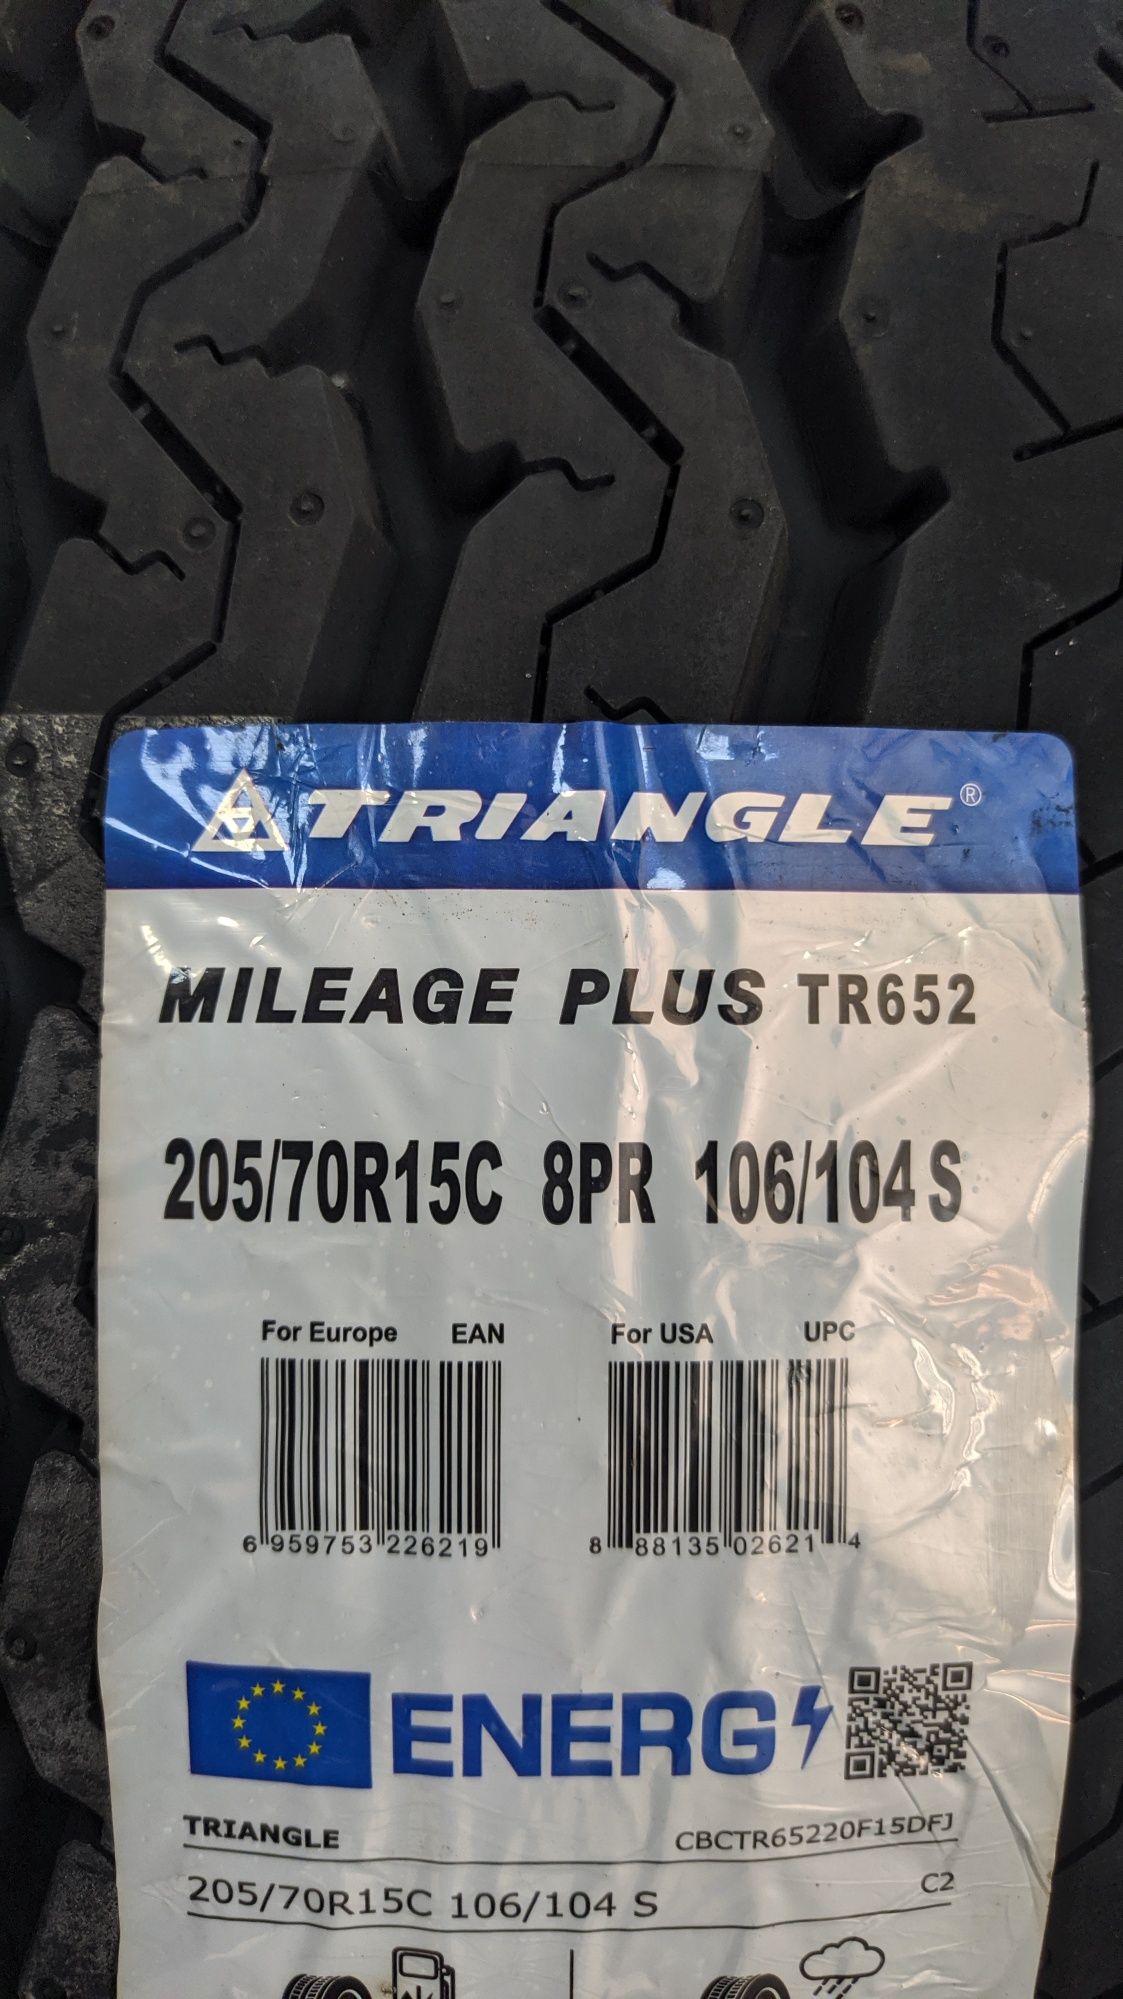 TRIANGLE®
MILEAGE PLUS TR652
205/70R15C 8PR 106/104 S
For Europe EAN For USA UPC
6 959753 226219 8 88135 02621 4
ENERG
TRIANGLE CBCTR65220F15DFJ
205/70R15C 106/104 S C2